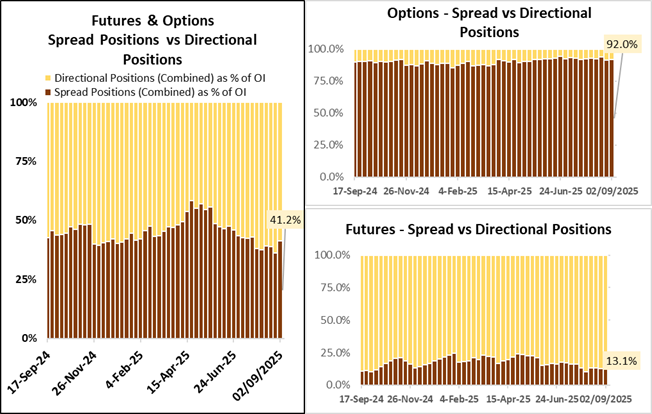 Futures & Options
Spread Positions vs Directional
Positions
Directional Positions (Combined) as % of OI
Spread Positions (Combined) as % of OI
100%
75%
50%
25%
0%
41.2%
17-Sep-24
26-Nov-24
4-Feb-25
15-Apr-25
24-Jun-25
02/09/2025
Options - Spread vs Directional
Positions
92.0%
100.0%
75.0%
50.0%
25.0%
0.0%
17-Sep-24
26-Nov-24
4-Feb-25
15-Apr-25
24-Jun-25
02/09/2025
Futures - Spread vs Directional Positions
100.0%
75.0%
50.0%
25.0%
0.0%
13.1%
17-Sep-24
26-Nov-24
4-Feb-25
15-Apr-25
24-Jun-25
02/09/2025